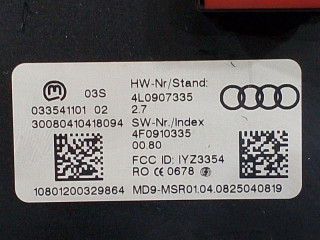 03S
033541101 02
30080410418094
10801200329864
HW-Nr/Stand:
4L0907335
2.7
SW-Nr./Index
4F0910335
00.80
FCC ID: IYZ3354
RO CE 0678
MD9-MSR01.04.0825040819